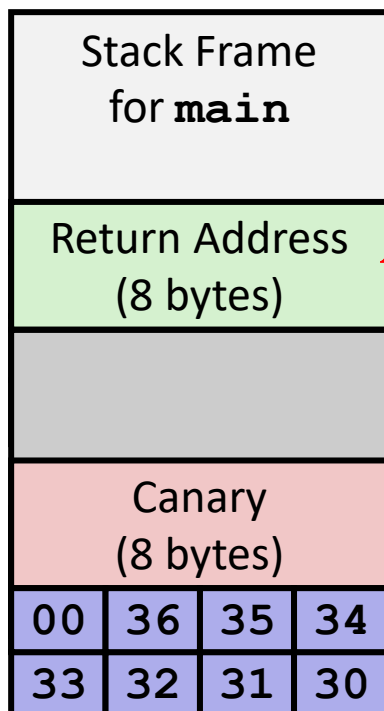 Stack Frame
for main
Return Address
(8 bytes)
Canary
(8 bytes)
00 36 35 34
33 32 31 30